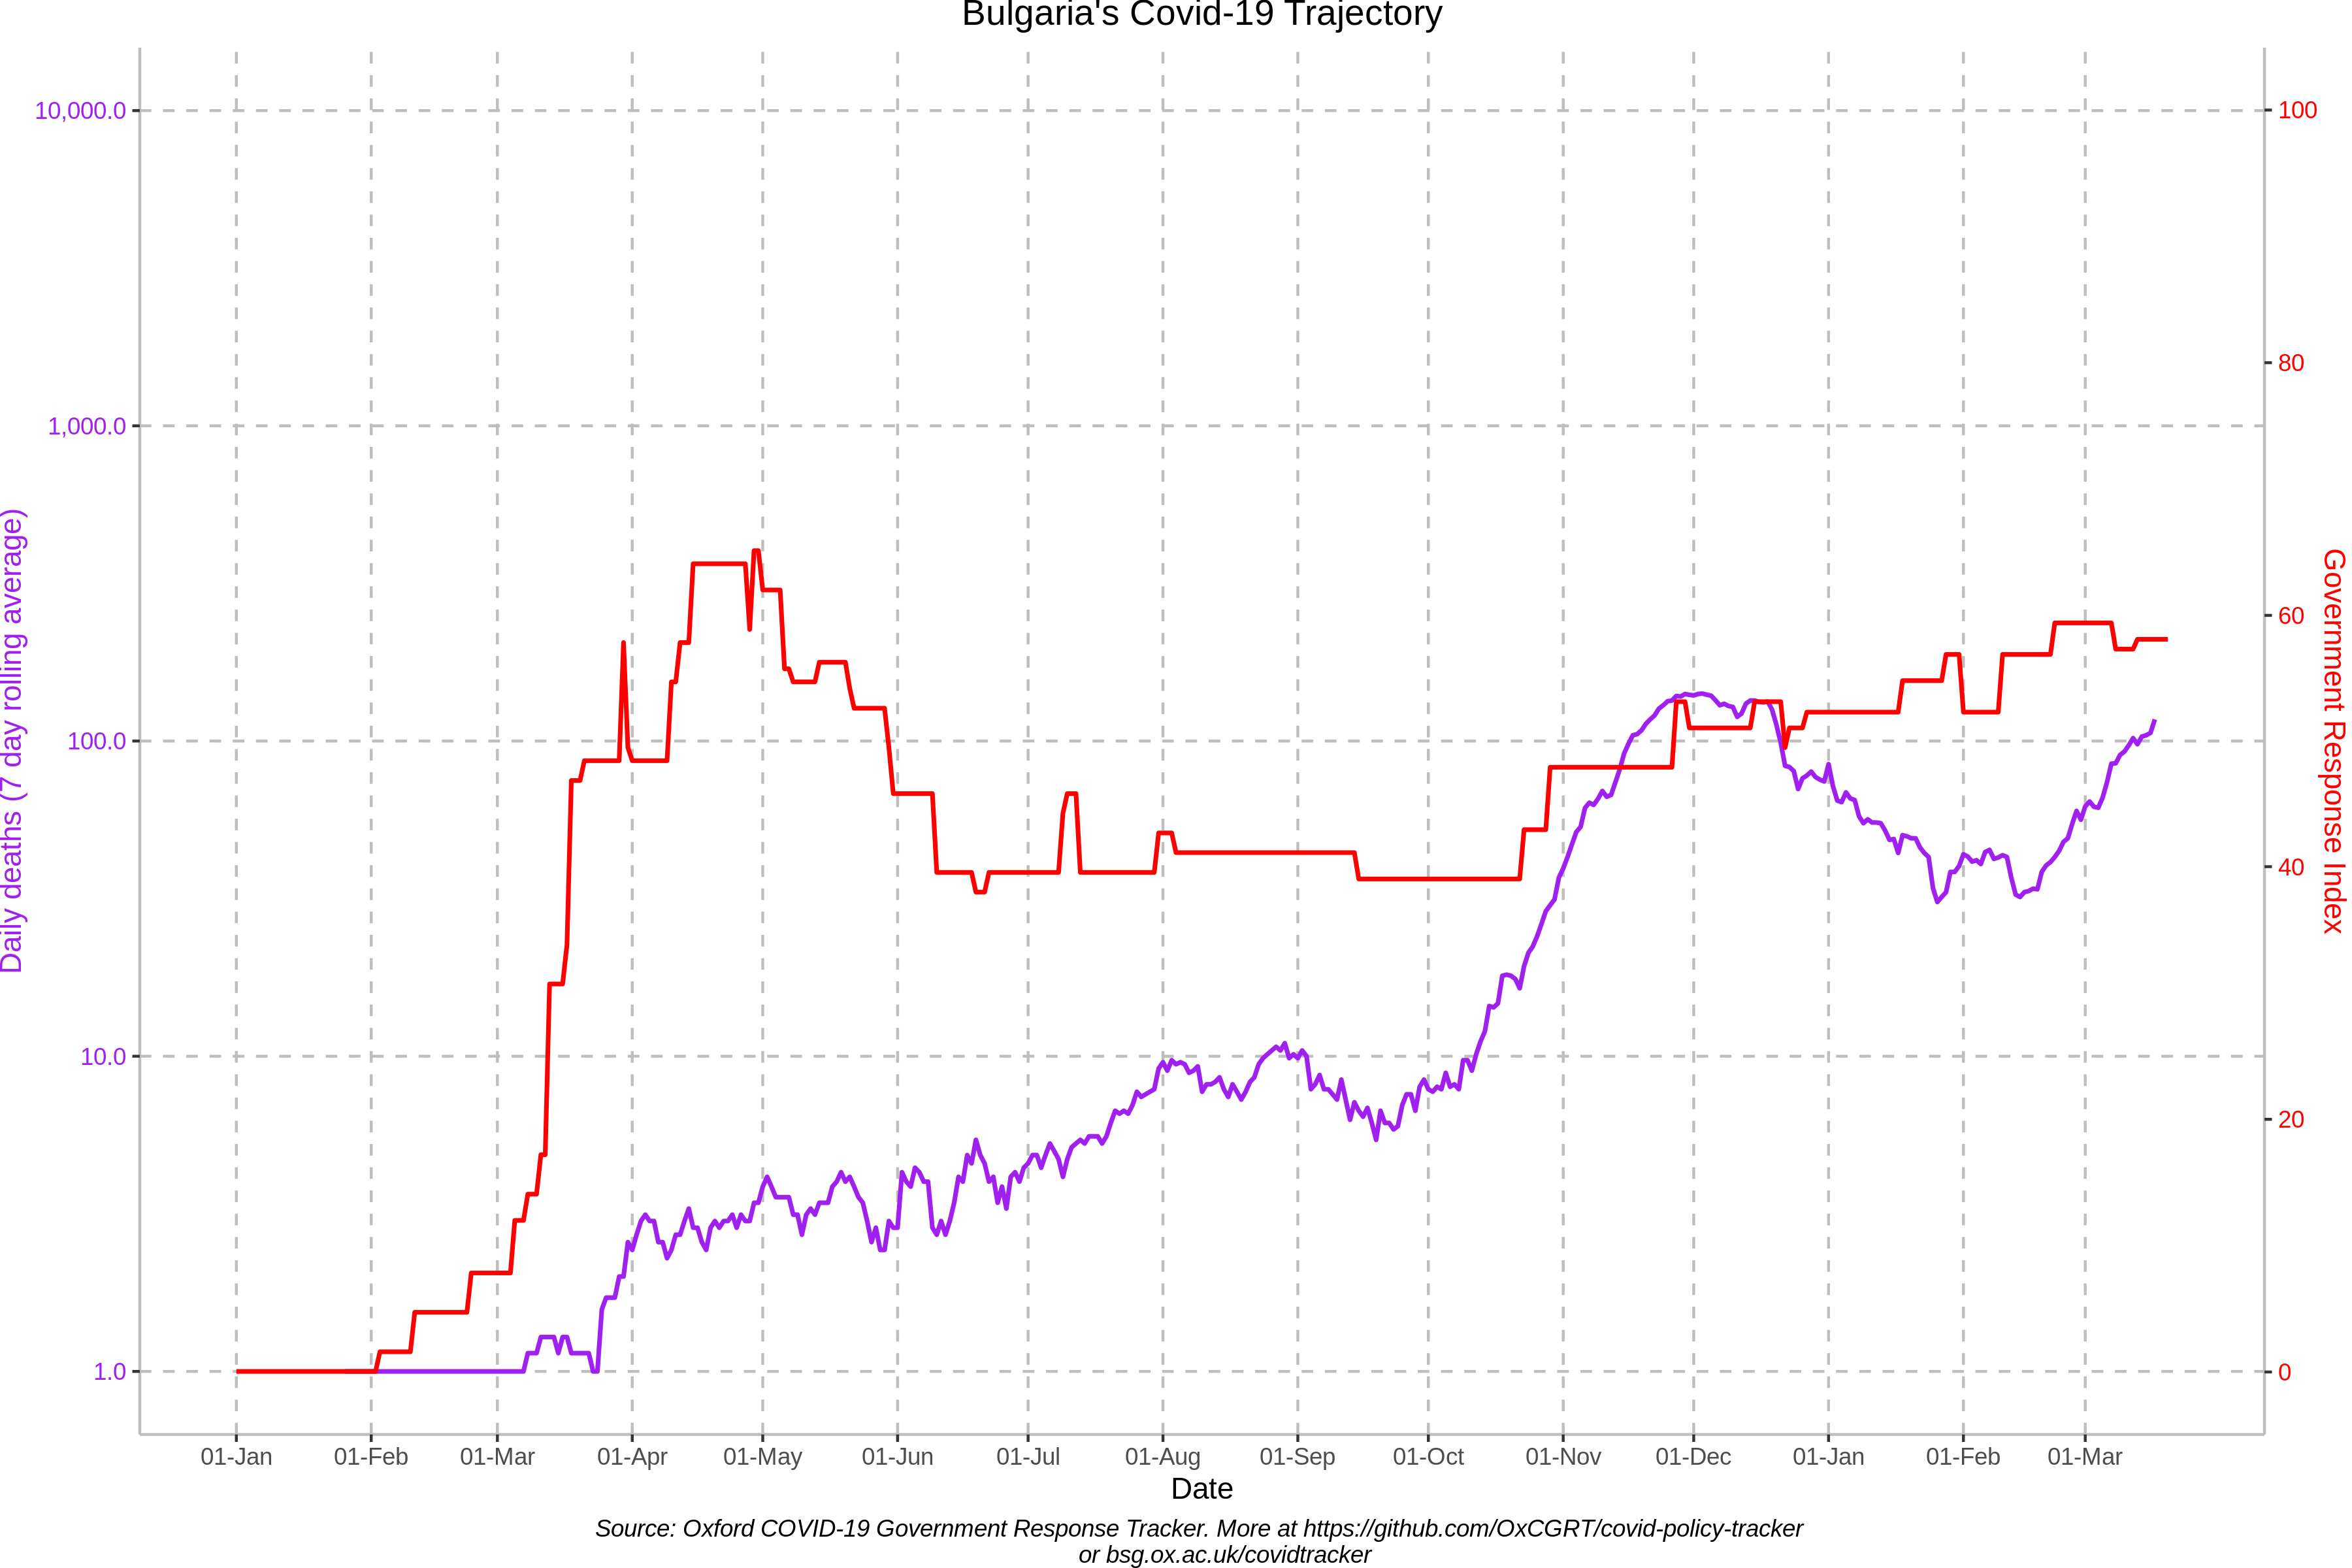 Bulgaria's Covid-19 Trajectory
10,000.0
1,000.0
100.0
10.0
1.0
Daily deaths (7 day rolling average)
100
80
60
40
20
0
Government Response Index
01-Jan
01-Feb
01-Mar
01-Apr
01-May
01-Jun
01-Jul
01-Aug
01-Sep
01-Oct
01-Nov
01-Dec
01-Jan
01-Feb
01-Mar
Date
Source: Oxford COVID-19 Government Response Tracker. More at https://github.com/OxCGRT/covid-policy-tracker
or bsg.ox.ac.uk/covidtracker